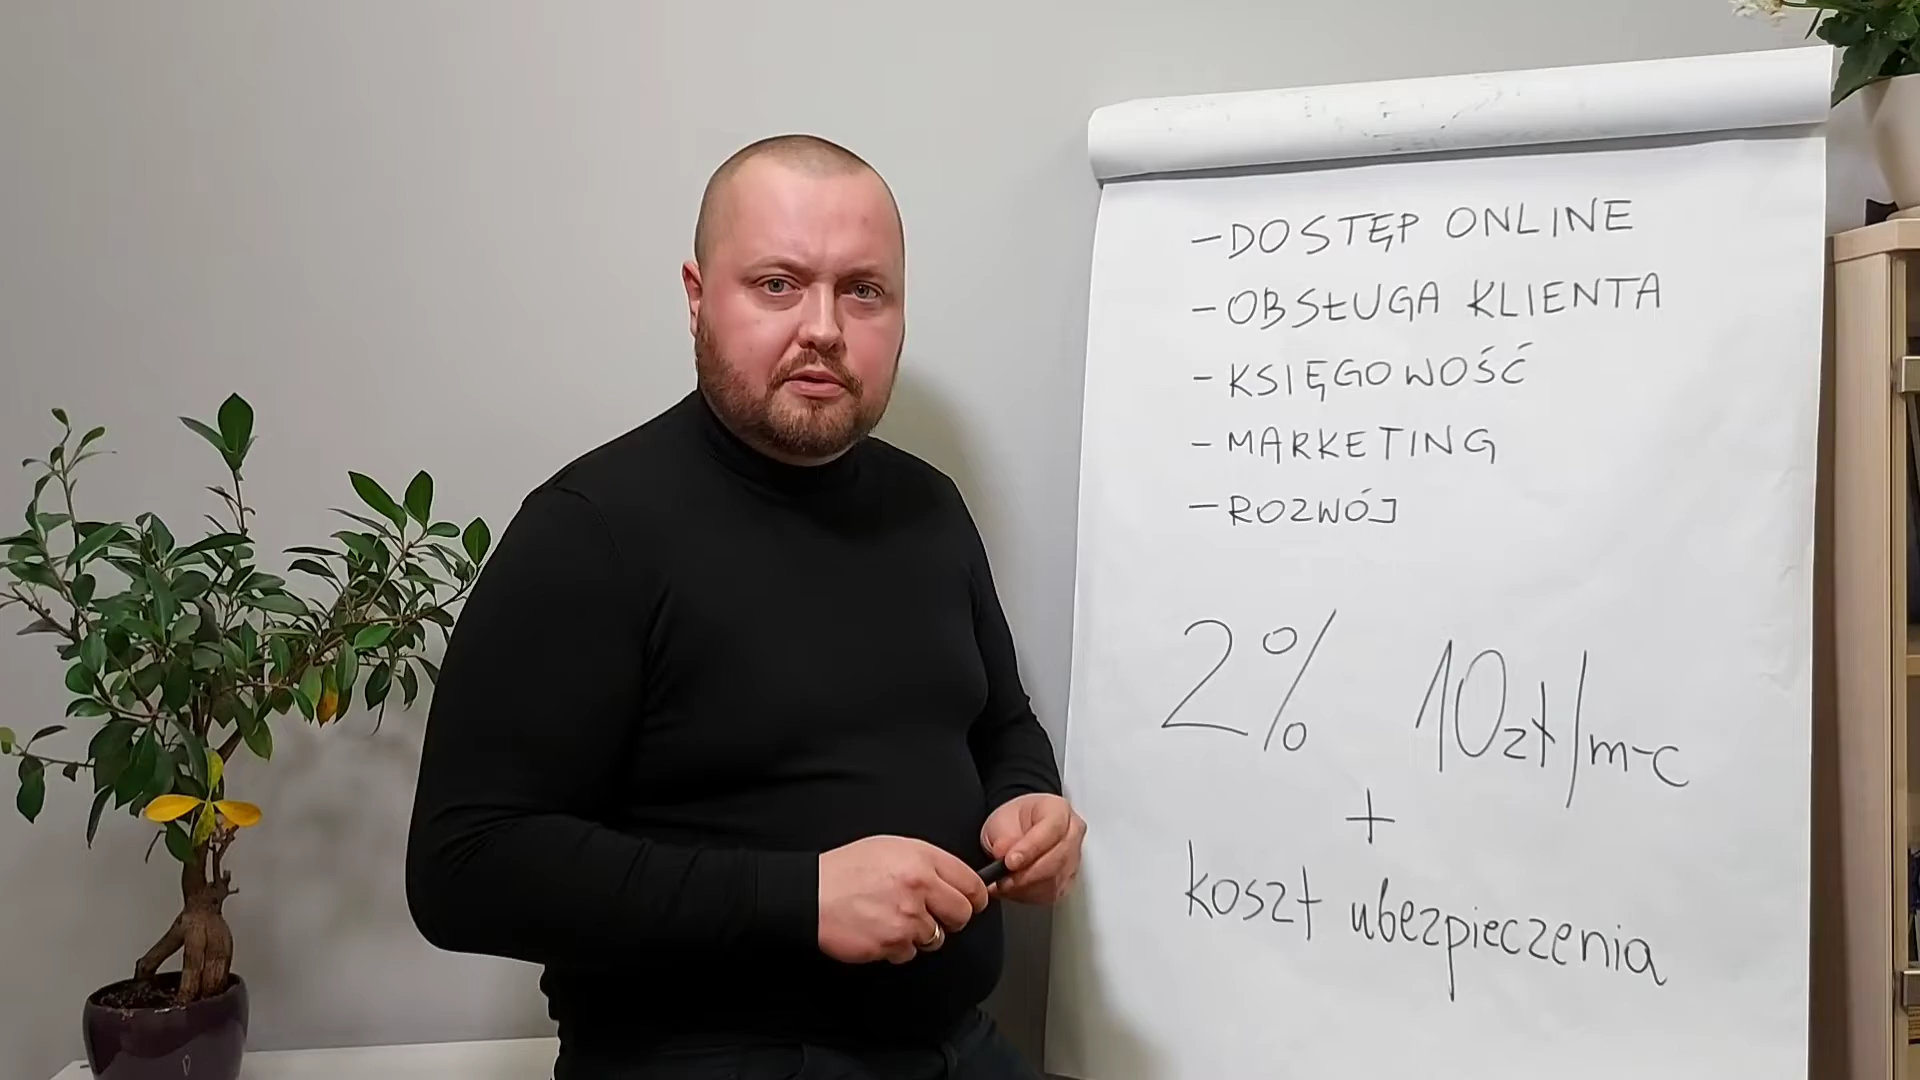 - DOSTĘP ONLINE
- OBSŁUGA KLIENTA
- KSIĘGOWOŚĆ
- MARKETING
- ROZWÓJ
2% 10zł/m-c
+
koszt ubezpieczenia